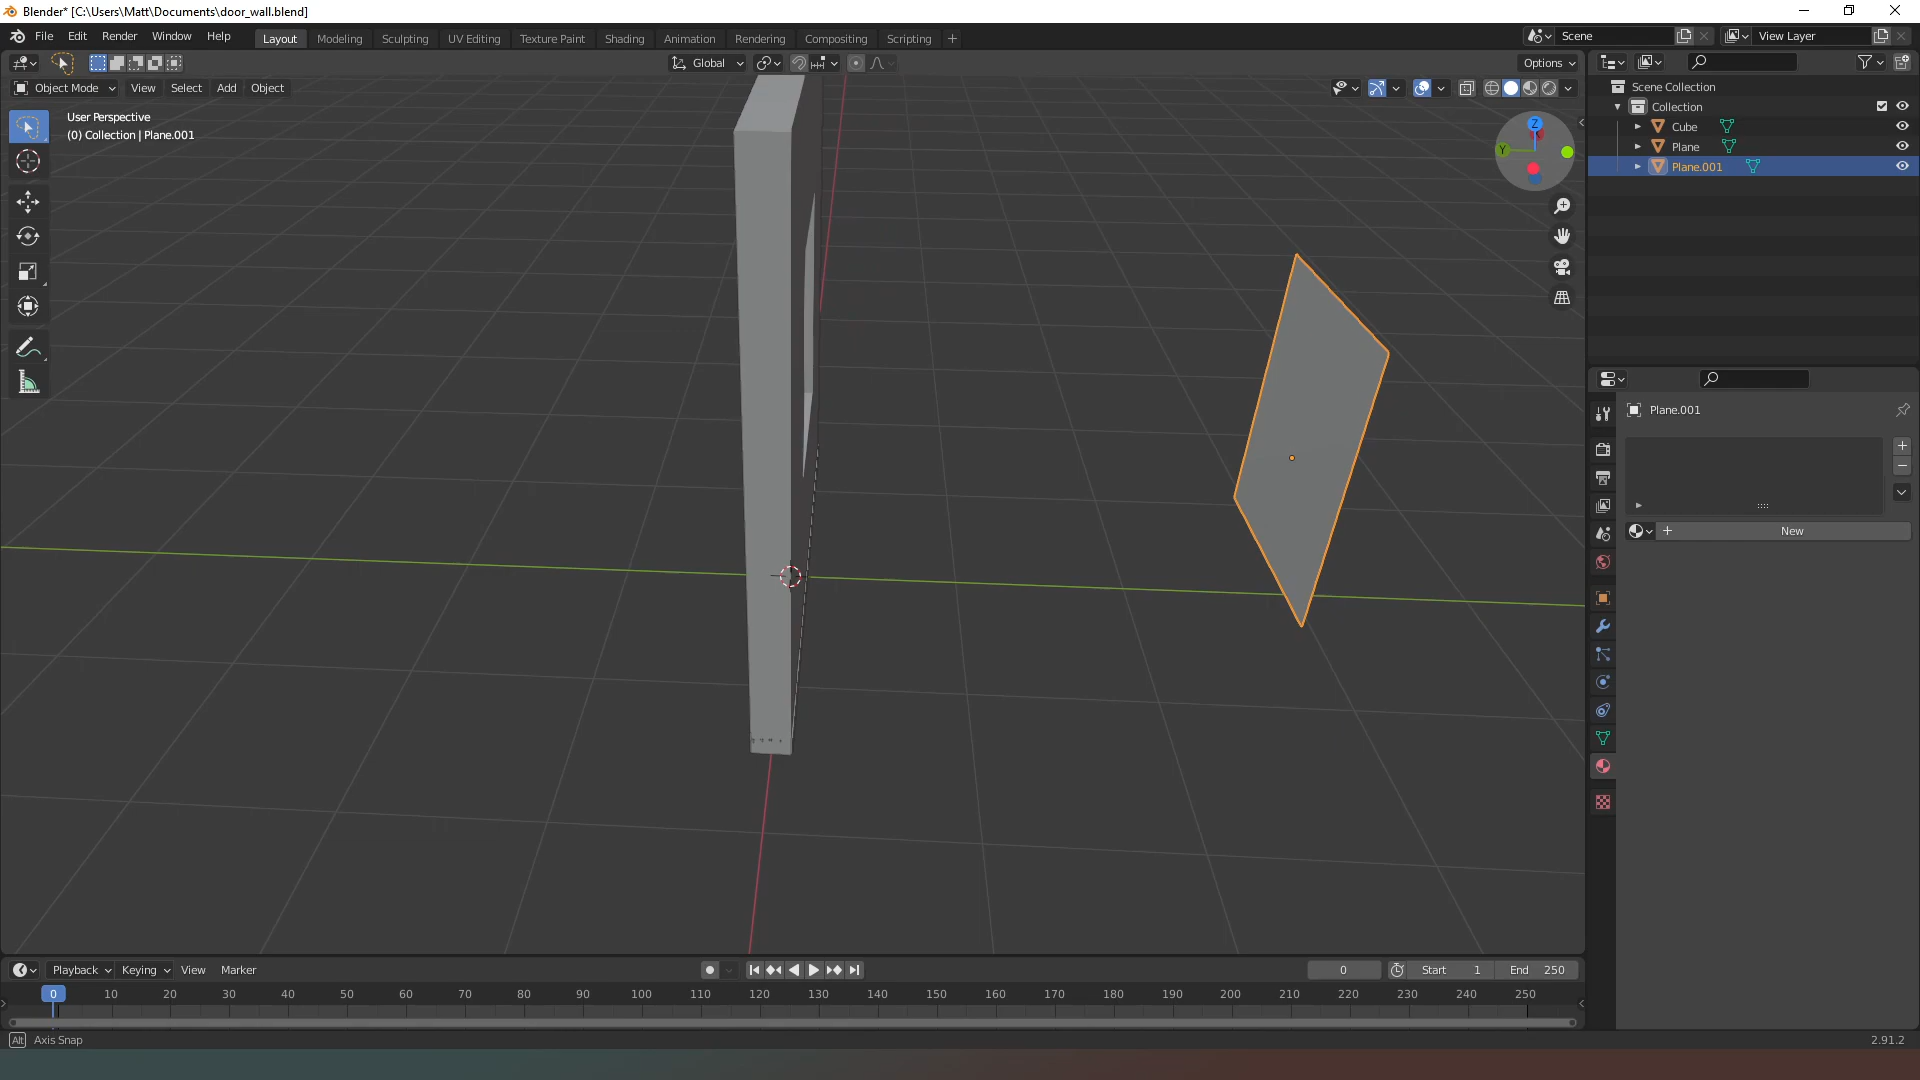 Blender* [C:\Users\Matt\Documents\door_wall.blend]
File Edit Render Window Help
Layout Modeling Sculpting UV Editing Texture Paint Shading Animation Rendering Compositing Scripting
Scene
View Layer
Global
Options
Object Mode View Select Add Object
User Perspective
(0) Collection | Plane.001
Z
Y
Scene Collection
Collection
Cube
Plane
Plane.001
Plane.001
New
Playback Keying View Marker
0
Start 1
End 250
0 10 20 30 40 50 60 70 80 90 100 110 120 130 140 150 160 170 180 190 200 210 220 230 240 250
Alt Axis Snap
2.91.2